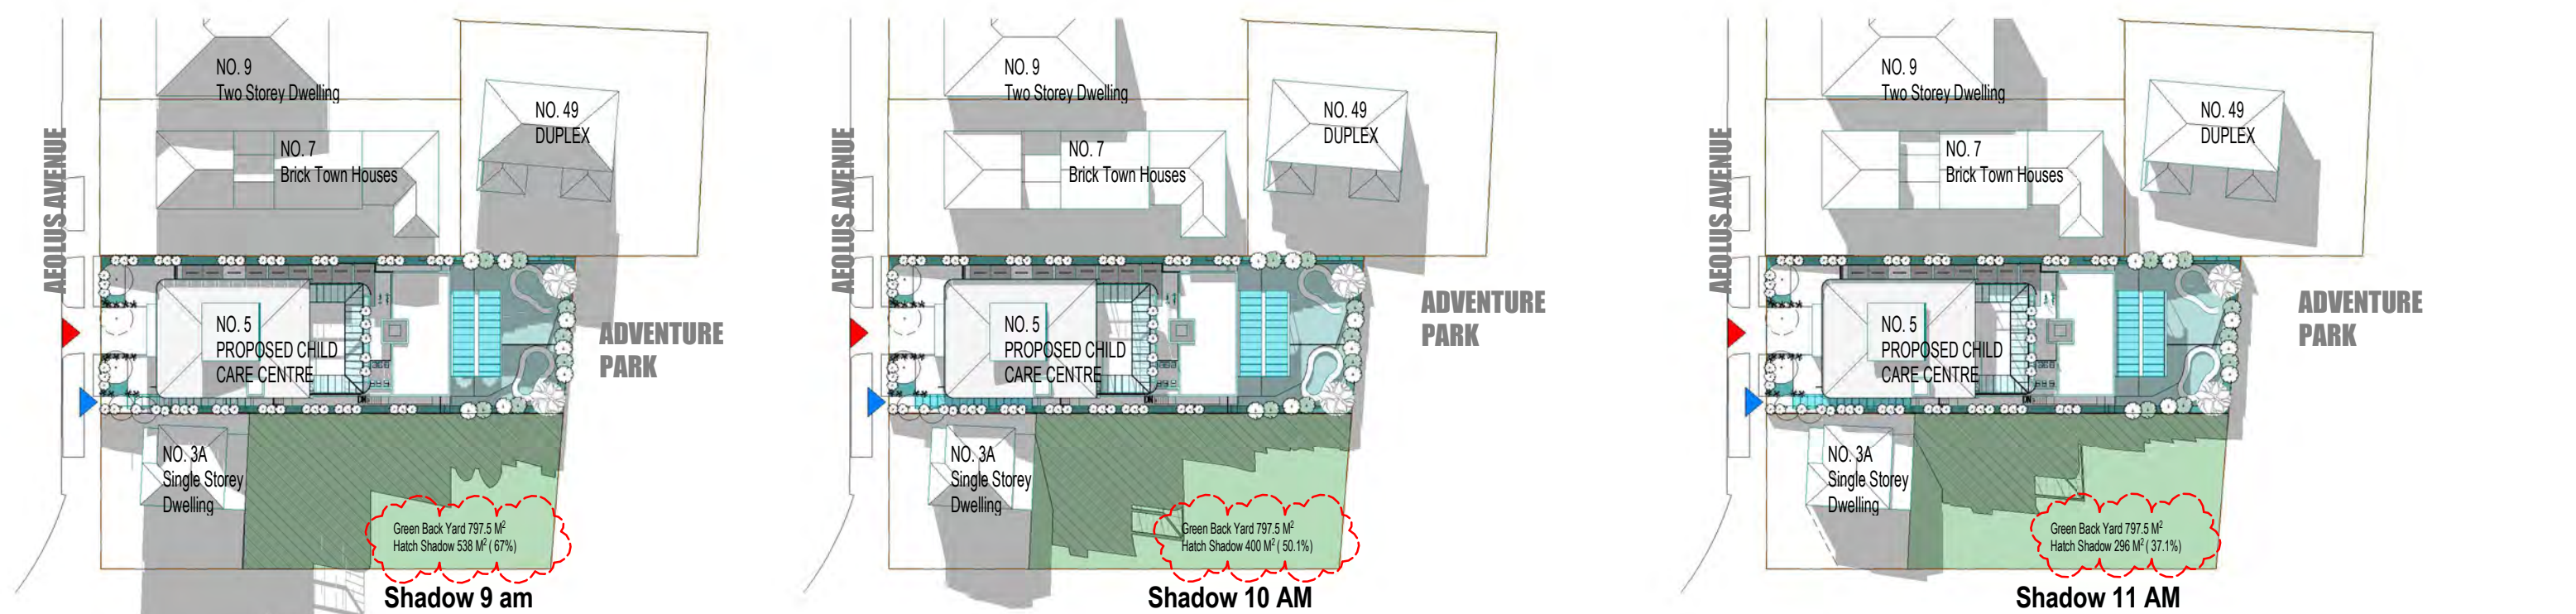 NO. 9
Two Storey Dwelling
NO. 49
DUPLEX
NO. 7
Brick Town Houses
AEOLUS AVENUE
NO. 5
PROPOSED CHILD
CARE CENTRE
ADVENTURE
PARK
NO. 3A
Single Storey
Dwelling
Green Back Yard 797.5 M²
Hatch Shadow 538 M² ( 67%)
Shadow 9 am
NO. 9
Two Storey Dwelling
NO. 49
DUPLEX
NO. 7
Brick Town Houses
AEOLUS AVENUE
NO. 5
PROPOSED CHILD
CARE CENTRE
ADVENTURE
PARK
NO. 3A
Single Storey
Dwelling
Green Back Yard 797.5 M²
Hatch Shadow 400 M² ( 50.1%)
Shadow 10 AM
NO. 9
Two Storey Dwelling
NO. 49
DUPLEX
NO. 7
Brick Town Houses
AEOLUS AVENUE
NO. 5
PROPOSED CHILD
CARE CENTRE
ADVENTURE
PARK
NO. 3A
Single Storey
Dwelling
Green Back Yard 797.5 M²
Hatch Shadow 296 M² ( 37.1%)
Shadow 11 AM